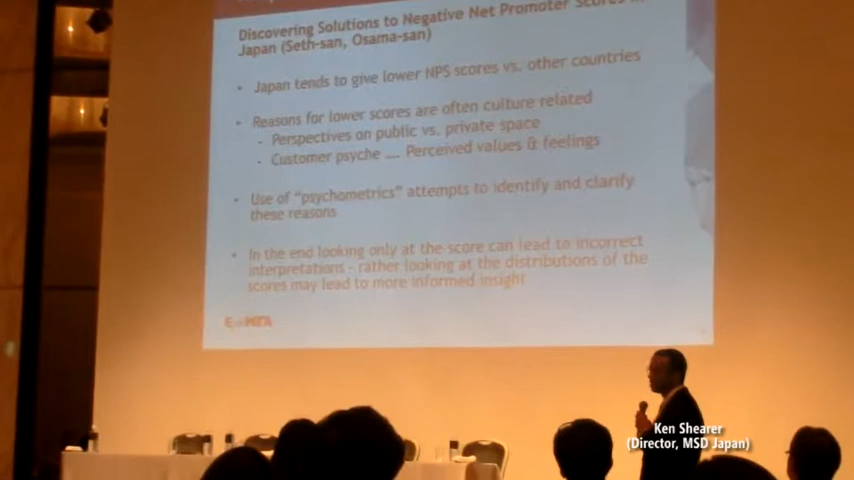 Discovering Solutions to Negative Net Promoter Scores
Japan (Seth-san, Osama-san)
• Japan tends to give lower NPS scores vs. other countries
• Reasons for lower scores are often culture related
- Perspectives on public vs. private space
- Customer psyche .... Perceived values & feelings
• Use of "psychometrics" attempts to identify and clarify
these reasons
• In the end looking only at the score can lead to incorrect
interpretations - rather looking at the distributions of the
scores may lead to more informed insight
Ken Shearer
(Director, MSD Japan)